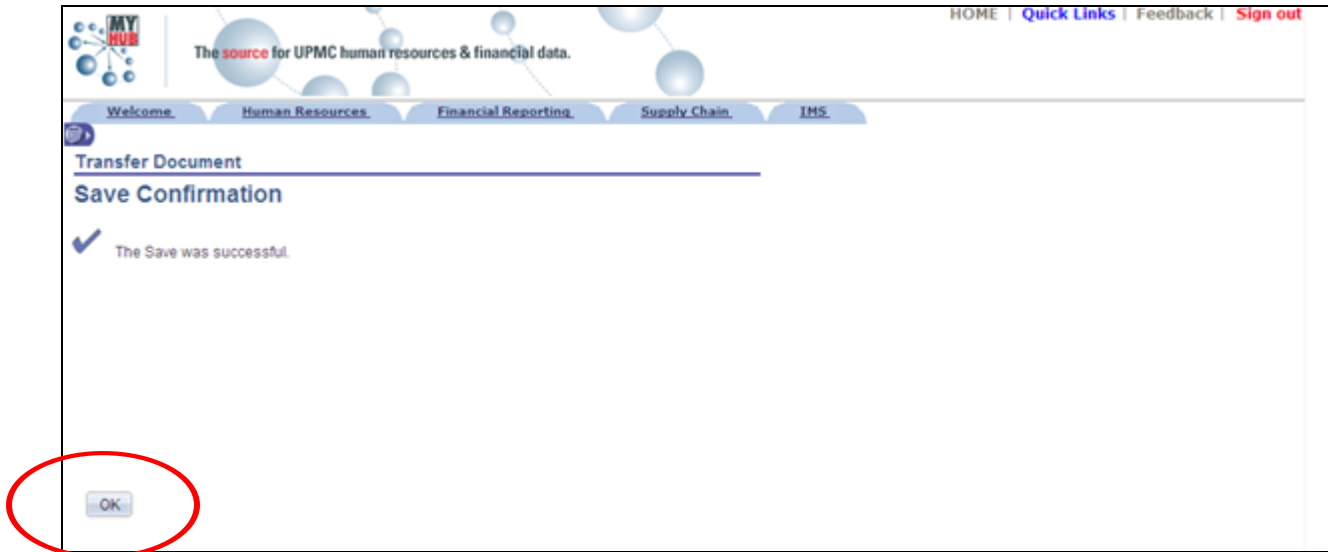 HOME | Quick Links | Feedback | Sign out
MY
HUB
The source for UPMC human resources & financial data.
Welcome Human Resources Financial Reporting Supply Chain IMS
Transfer Document
Save Confirmation
The Save was successful.
OK